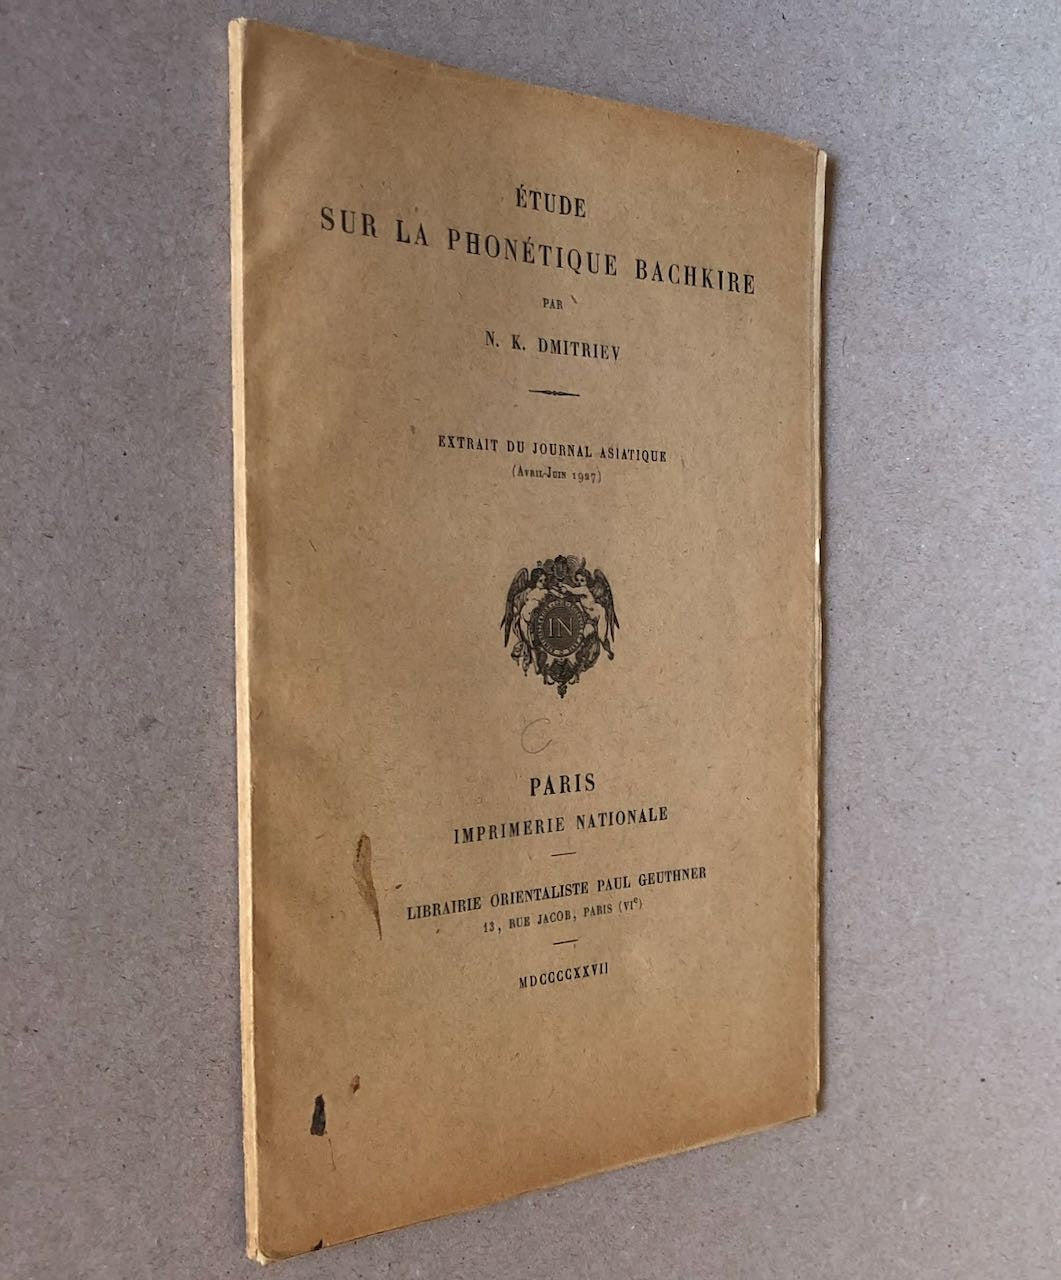 ÉTUDE
SUR LA PHONÉTIQUE BACHKIRE
PAR
N. K. DMITRIEV
EXTRAIT DU JOURNAL ASIATIQUE
(AVRIL-JUIN 1927)
IN
PARIS
IMPRIMERIE NATIONALE
LIBRAIRIE ORIENTALISTE PAUL GEUTHNER
13, RUE JACOB, PARIS (VIe)
MDCCCCXXVII